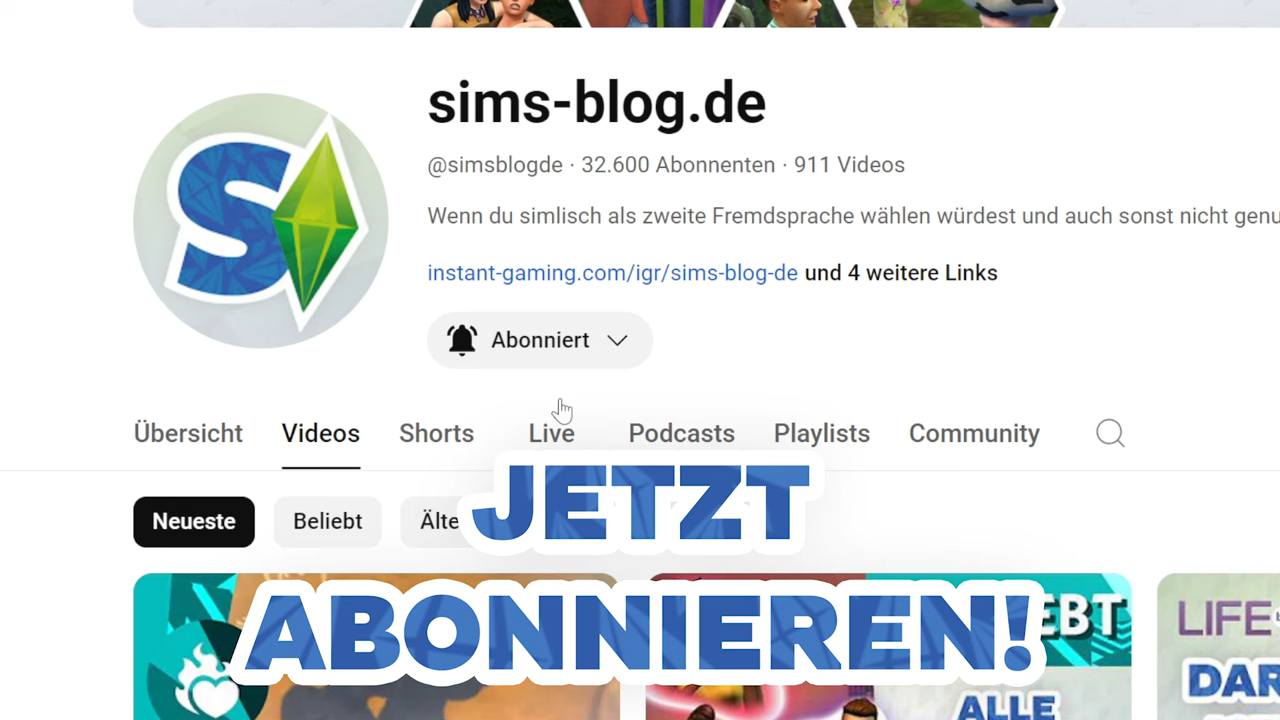 sims-blog.de
@simsblogde · 32.600 Abonnenten · 911 Videos
Wenn du simlisch als zweite Fremdsprache wählen würdest und auch sonst nicht genu
instant-gaming.com/igr/sims-blog-de und 4 weitere Links
Abonniert
Übersicht Videos Shorts Live Podcasts Playlists Community
Neueste Beliebt Älte
JETZT
ABONNIEREN!
EBT
LIFE
DAR
ALLE